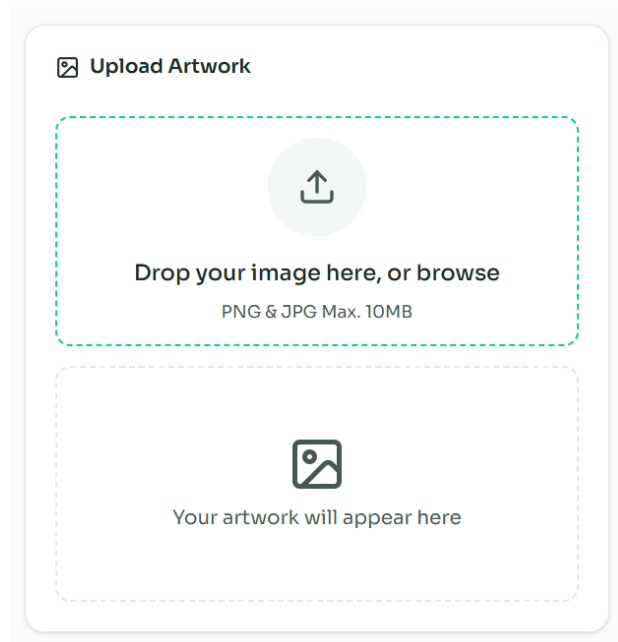 Upload Artwork
Drop your image here, or browse
PNG & JPG Max. 10MB
Your artwork will appear here